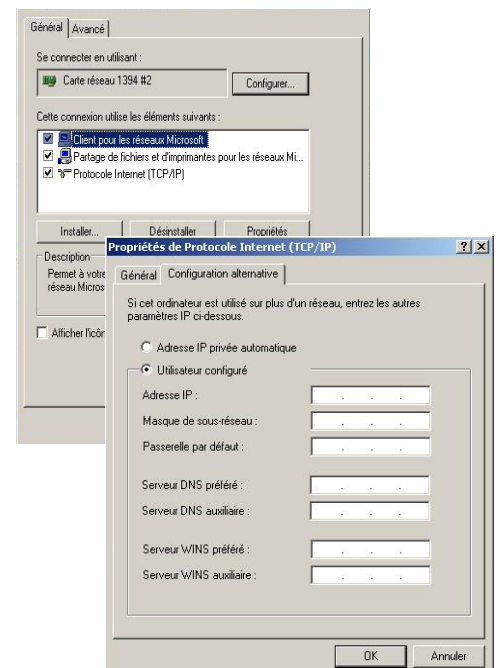 Général Avancé
Se connecter en utilisant :
Carte réseau 1394 #2 Configurer...
Cette connexion utilise les éléments suivants :
Client pour les réseaux Microsoft
Partage de fichiers et d'imprimantes pour les réseaux Mi...
Protocole Internet (TCP/IP)
Installer... Désinstaller Propriétés
Description
Permet à votre
réseau Micros
Afficher l'icôn
Propriétés de Protocole Internet (TCP/IP)
Général Configuration alternative
Si cet ordinateur est utilisé sur plus d'un réseau, entrez les autres
paramètres IP ci-dessous.
Adresse IP privée automatique
Utilisateur configuré
Adresse IP :
Masque de sous-réseau :
Passerelle par défaut :
Serveur DNS préféré :
Serveur DNS auxiliaire :
Serveur WINS préféré :
Serveur WINS auxiliaire :
OK Annuler